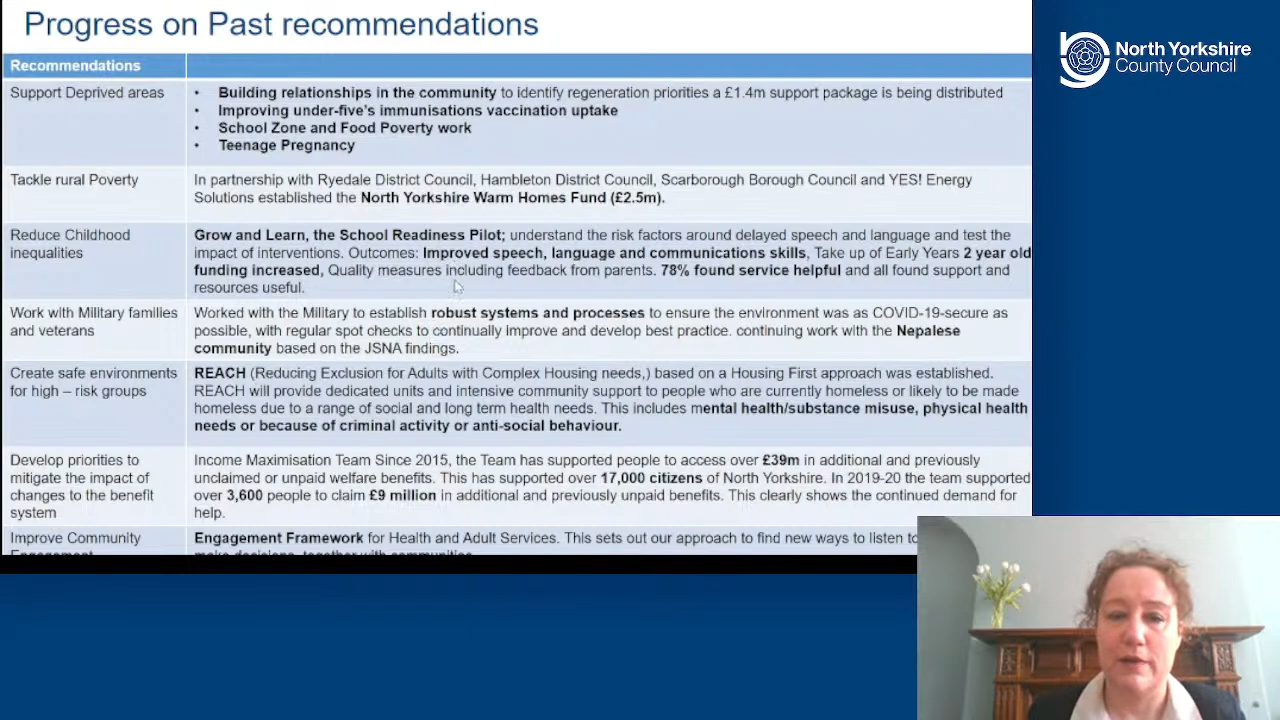 Progress on Past recommendations
North Yorkshire
County Council
Recommendations
Support Deprived areas
• Building relationships in the community to identify regeneration priorities a £1.4m support package is being distributed
• Improving under-five's immunisations vaccination uptake
• School Zone and Food Poverty work
• Teenage Pregnancy
Tackle rural Poverty
In partnership with Ryedale District Council, Hambleton District Council, Scarborough Borough Council and YES! Energy
Solutions established the North Yorkshire Warm Homes Fund (£2.5m).
Reduce Childhood
inequalities
Grow and Learn, the School Readiness Pilot; understand the risk factors around delayed speech and language and test the
impact of interventions. Outcomes: Improved speech, language and communications skills, Take up of Early Years 2 year old
funding increased, Quality measures including feedback from parents. 78% found service helpful and all found support and
resources useful.
Work with Military families
and veterans
Worked with the Military to establish robust systems and processes to ensure the environment was as COVID-19-secure as
possible, with regular spot checks to continually improve and develop best practice. continuing work with the Nepalese
community based on the JSNA findings.
Create safe environments
for high – risk groups
REACH (Reducing Exclusion for Adults with Complex Housing needs,) based on a Housing First approach was established.
REACH will provide dedicated units and intensive community support to people who are currently homeless or likely to be made
homeless due to a range of social and long term health needs. This includes mental health/substance misuse, physical health
needs or because of criminal activity or anti-social behaviour.
Develop priorities to
mitigate the impact of
changes to the benefit
system
Income Maximisation Team Since 2015, the Team has supported people to access over £39m in additional and previously
unclaimed or unpaid welfare benefits. This has supported over 17,000 citizens of North Yorkshire. In 2019-20 the team supported
over 3,600 people to claim £9 million in additional and previously unpaid benefits. This clearly shows the continued demand for
help.
Improve Community
Engagement
Engagement Framework for Health and Adult Services. This sets out our approach to find new ways to listen to
make decisions, together with communities